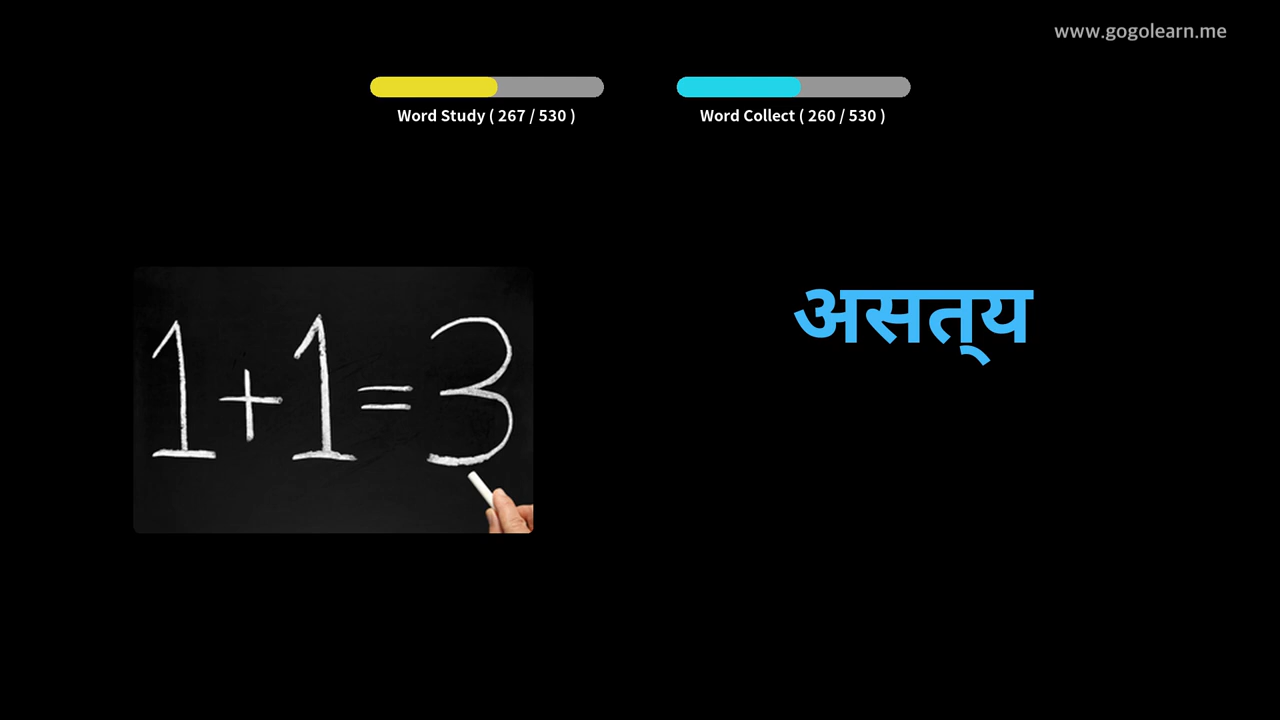 www.gogolearn.me
Word Study ( 267 / 530 )
Word Collect ( 260 / 530 )
असत्‌य
1+1=3